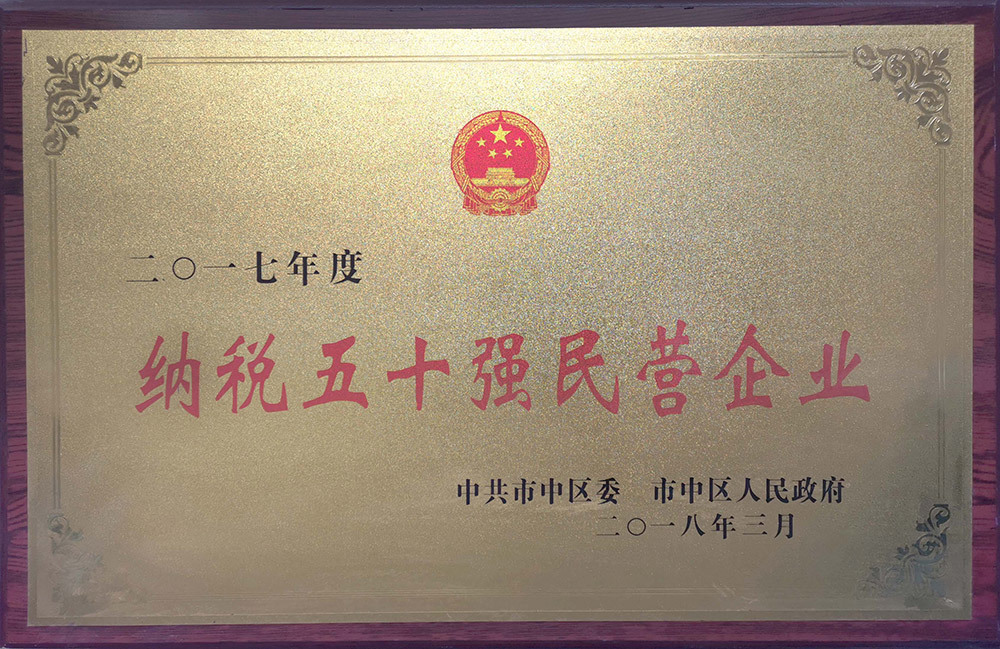 二〇一七年度
纳税五十强民营企业
中共市中区委 市中区人民政府
二〇一八年三月